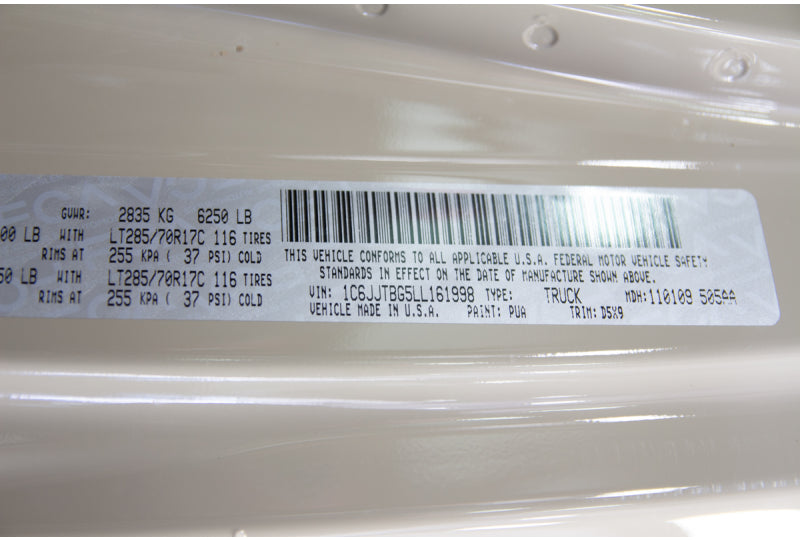 GVWR: 2835 KG 6250 LB
00 LB WITH LT285/70R17C 116 TIRES
RIMS AT 255 KPA ( 37 PSI) COLD
50 LB WITH LT285/70R17C 116 TIRES
RIMS AT 255 KPA ( 37 PSI) COLD
THIS VEHICLE CONFORMS TO ALL APPLICABLE U.S.A. FEDERAL MOTOR VEHICLE SAFETY
STANDARDS IN EFFECT ON THE DATE OF MANUFACTURE SHOWN ABOVE.
VIN: 1C6JJTBG5LL161998 TYPE: TRUCK MDH:110109 505AA
VEHICLE MADE IN U.S.A. PAINT: PUA TRIM: D5X9